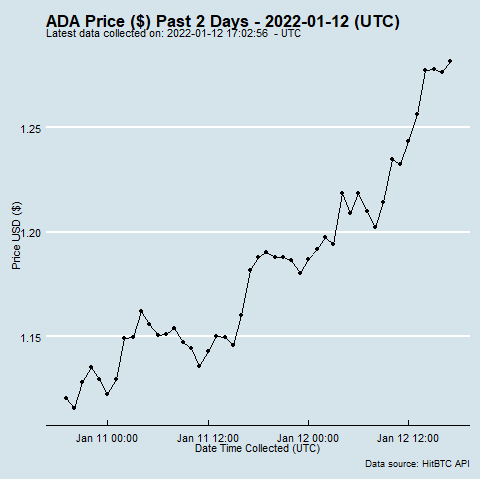 ADA Price ($) Past 2 Days - 2022-01-12 (UTC)
Latest data collected on: 2022-01-12 17:02:56 - UTC
1.25
1.20
1.15
Price USD ($)
Jan 11 00:00 Jan 11 12:00 Jan 12 00:00 Jan 12 12:00
Date Time Collected (UTC)
Data source: HitBTC API